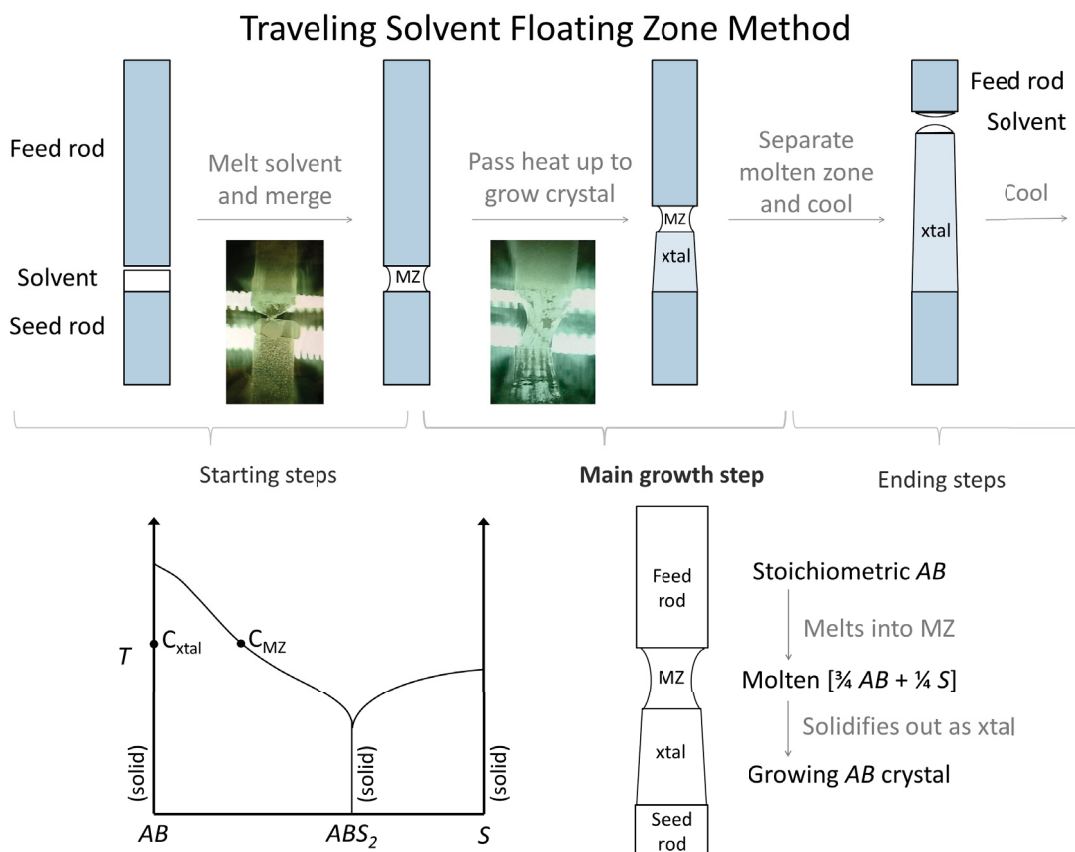 Traveling Solvent Floating Zone Method
Feed rod
Solvent
Seed rod
Melt solvent
and merge
MZ
Pass heat up to
grow crystal
MZ
xtal
Separate
molten zone
and cool
Feed rod
Solvent
xtal
Cool
Starting steps
Main growth step
Ending steps
T
C_xtal
C_MZ
(solid)
(solid)
(solid)
AB
ABS₂
S
Feed
rod
MZ
xtal
Seed
rod
Stoichiometric AB
Melts into MZ
Molten [¾ AB + ¼ S]
Solidifies out as xtal
Growing AB crystal